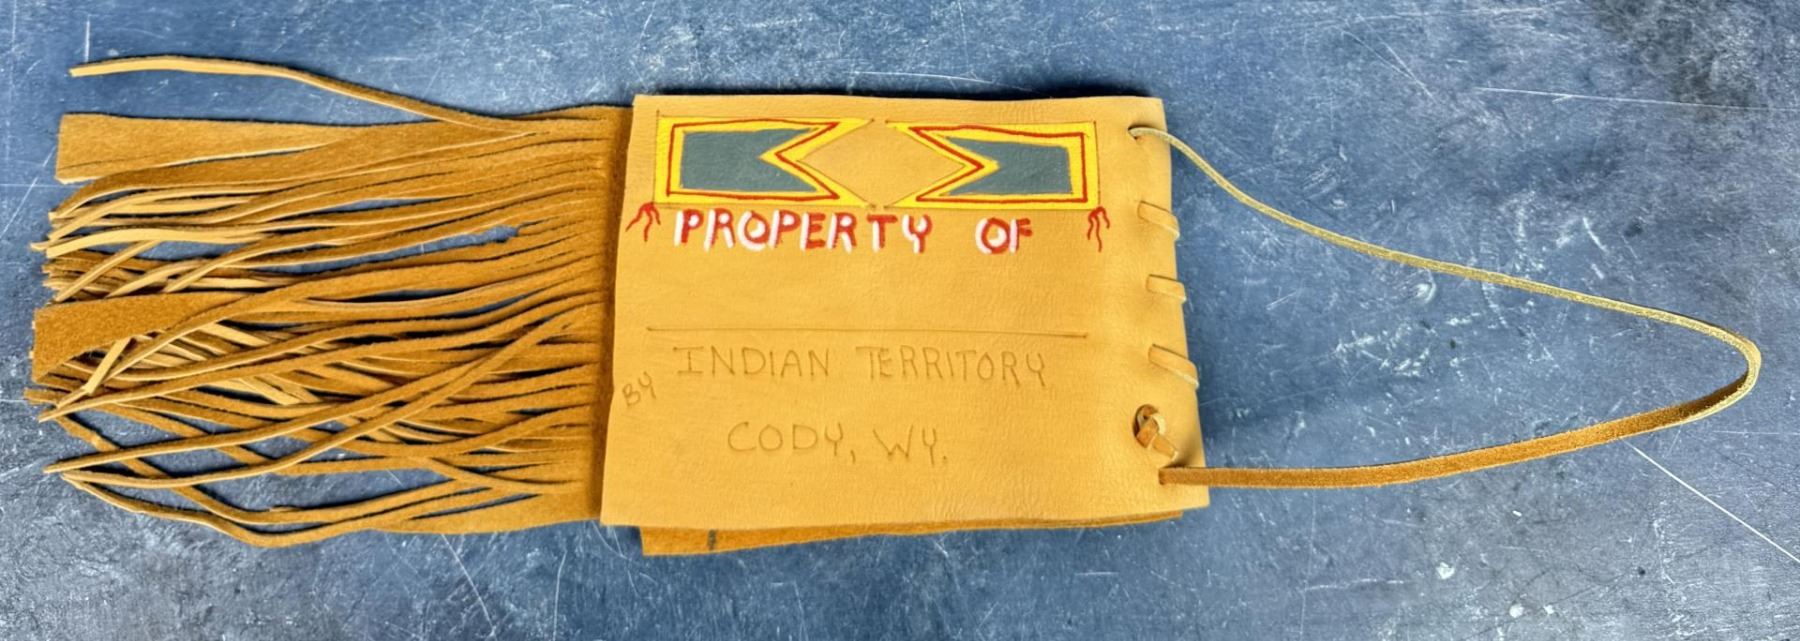 PROPERTY OF
INDIAN TERRITORY
BY
CODY, WY.